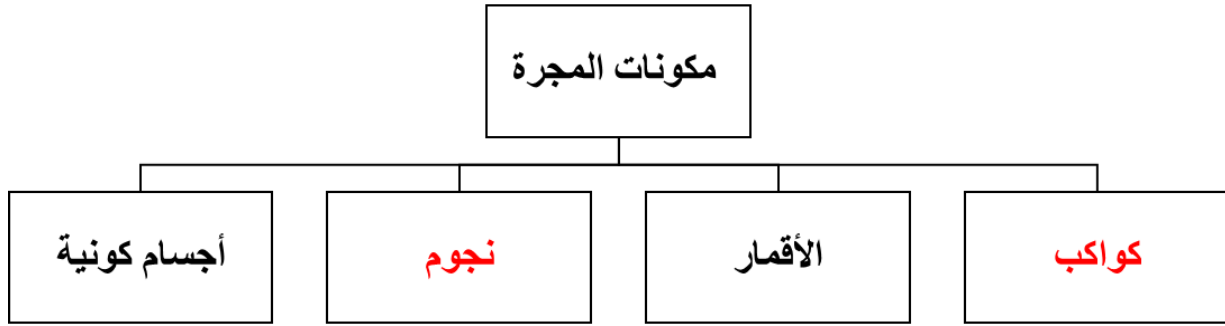 مكونات المجرة
كواكب
الأقمار
نجوم
أجسام كونية